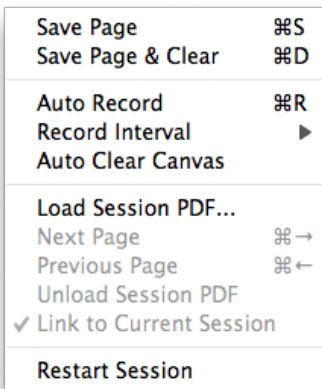 Save Page ⌘S
Save Page & Clear ⌘D
Auto Record ⌘R
Record Interval ▶
Auto Clear Canvas
Load Session PDF...
Next Page ⌘→
Previous Page ⌘←
Unload Session PDF
✓ Link to Current Session
Restart Session